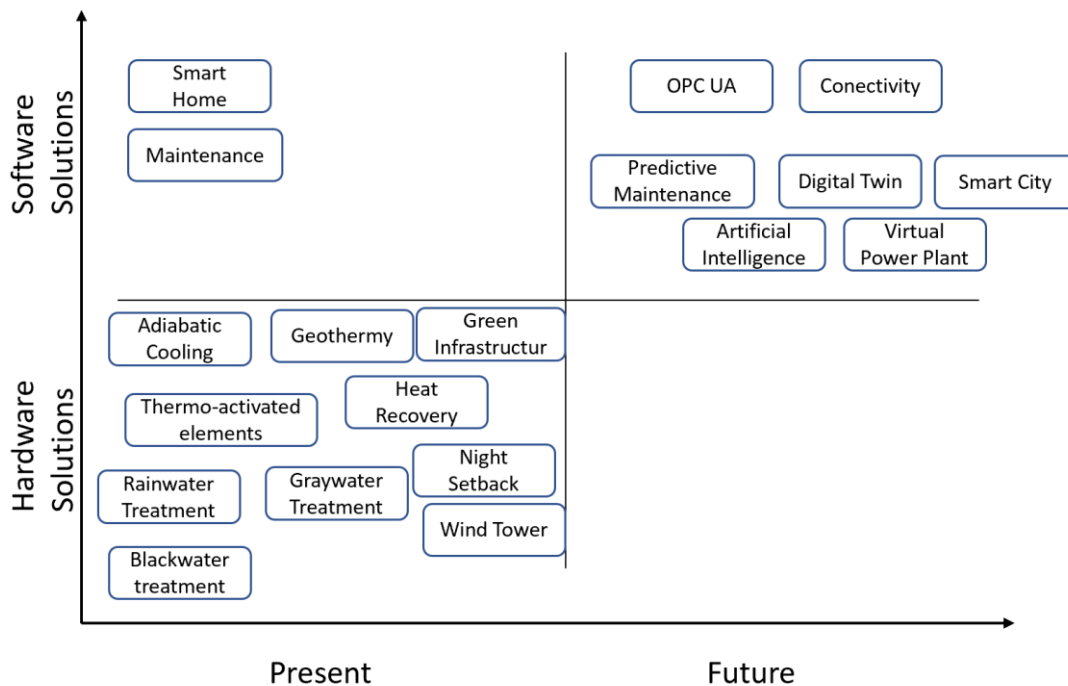 Software
Solutions
Smart
Home
Maintenance
OPC UA
Conectivity
Predictive
Maintenance
Digital Twin
Smart City
Artificial
Intelligence
Virtual
Power Plant
Hardware
Solutions
Adiabatic
Cooling
Geothermy
Green
Infrastructur
Thermo-activated
elements
Heat
Recovery
Rainwater
Treatment
Graywater
Treatment
Night
Setback
Wind Tower
Blackwater
treatment
Present
Future